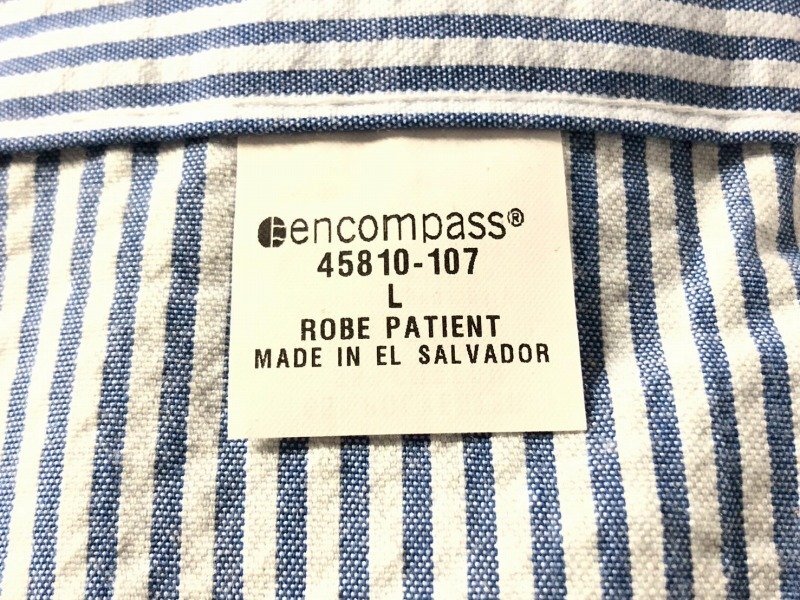 encompass®
45810-107
L
ROBE PATIENT
MADE IN EL SALVADOR